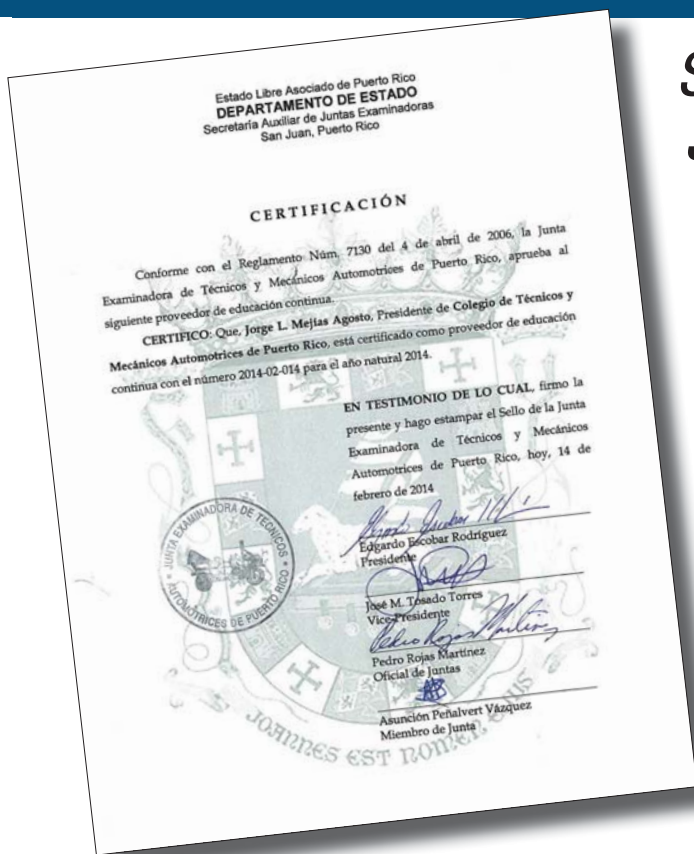 Estado Libre Asociado de Puerto Rico
DEPARTAMENTO DE ESTADO
Secretaría Auxiliar de Juntas Examinadoras
San Juan, Puerto Rico
CERTIFICACIÓN
Conforme con el Reglamento Núm. 7130 del 4 de abril de 2006, la Junta
Examinadora de Técnicos y Mecánicos Automotrices de Puerto Rico, aprueba al
siguiente proveedor de educación continua.
CERTIFICO: Que, Jorge L. Mejías Agosto, Presidente de Colegio de Técnicos y
Mecánicos Automotrices de Puerto Rico, está certificado como proveedor de educación
continua con el número 2014-02-014 para el año natural 2014.
EN TESTIMONIO DE LO CUAL, firmo la
presente y hago estampar el Sello de la Junta
Examinadora de Técnicos y Mecánicos
Automotrices de Puerto Rico, hoy, 14 de
febrero de 2014
Edgardo Escobar Rodríguez
Presidente
José M. Tosado Torres
Vice-Presidente
Pedro Rojas Martínez
Pedro Rojas Martínez
Oficial de Juntas
Asunción Peñalvert Vázquez
Miembro de Junta
JUNTA EXAMINADORA DE TECNICOS
AUTOMOTRICES DE PUERTO RICO
JOANNES EST NOMEN EJUS